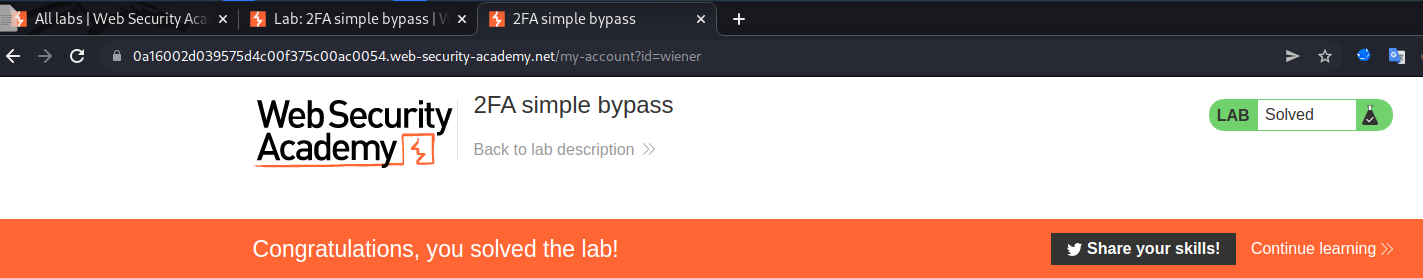 All labs | Web Security Aca
Lab: 2FA simple bypass | W
2FA simple bypass
0a16002d039575d4c00f375c00ac0054.web-security-academy.net/my-account?id=wiener
Web Security
Academy
2FA simple bypass
Back to lab description
LAB Solved
Congratulations, you solved the lab!
Share your skills!
Continue learning